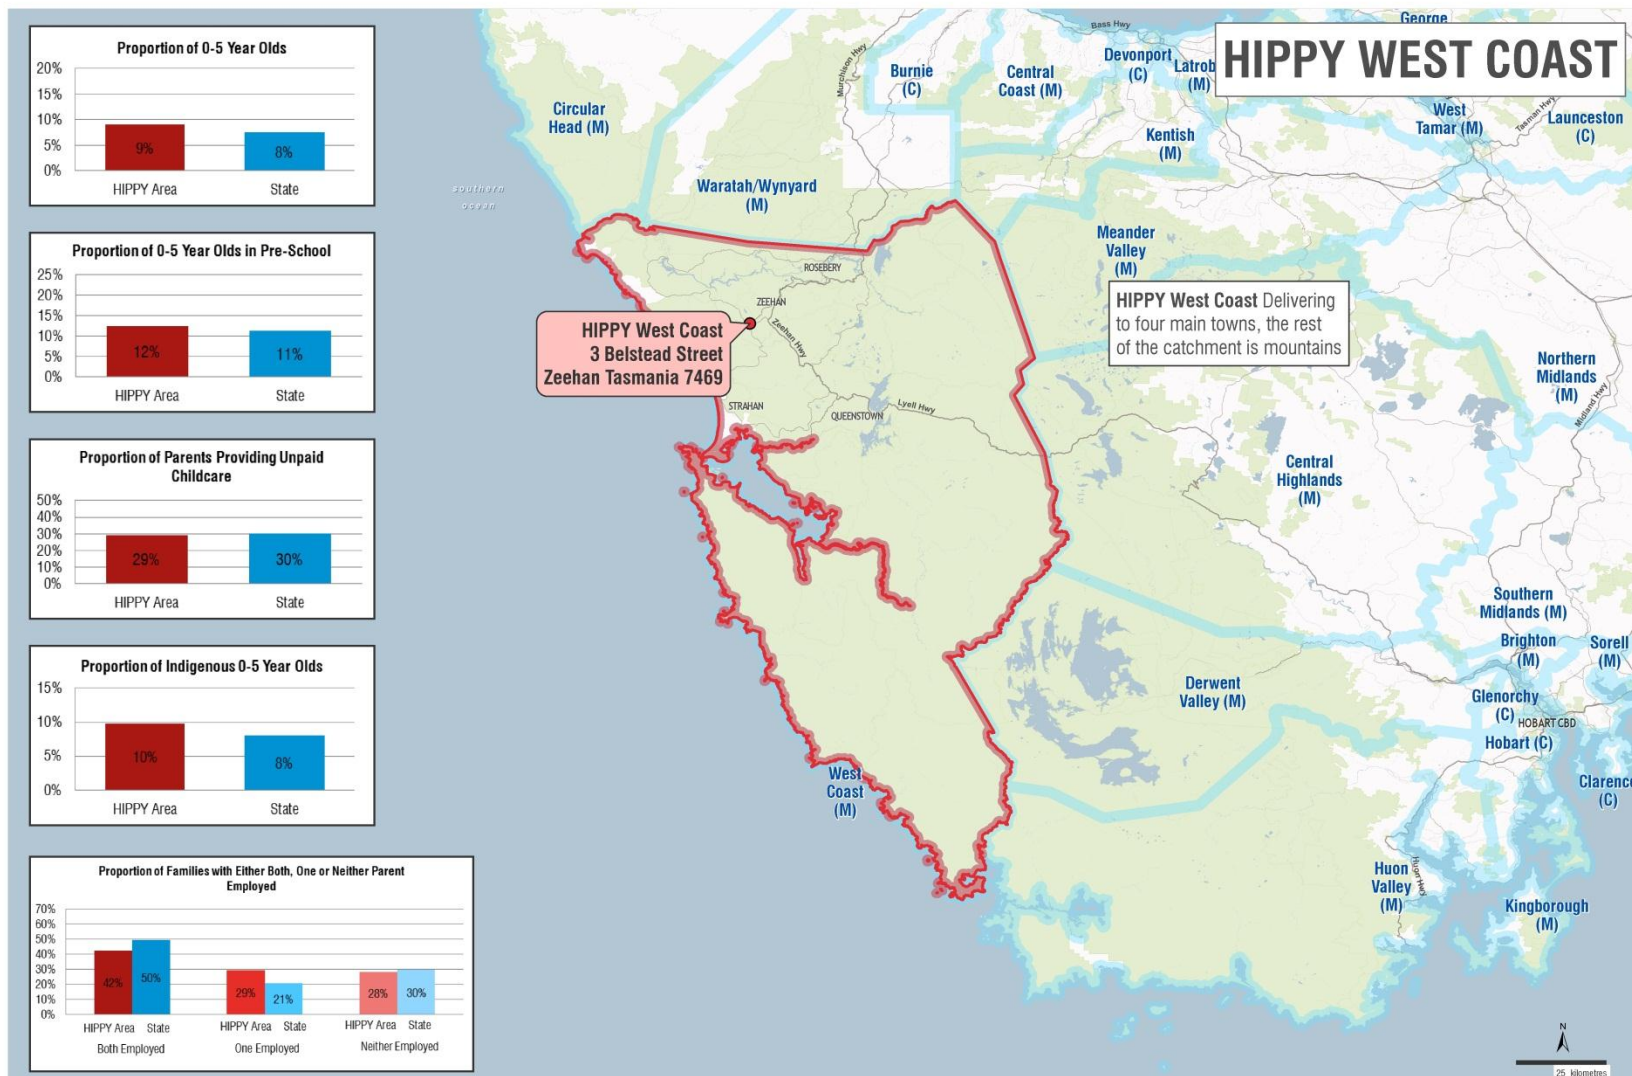 HIPPY WEST COAST
Proportion of 0-5 Year Olds
20%
15%
10%
5%
0%
9%
8%
HIPPY Area
State
Proportion of 0-5 Year Olds in Pre-School
25%
20%
15%
10%
5%
0%
12%
11%
HIPPY Area
State
Proportion of Parents Providing Unpaid
Childcare
50%
40%
30%
20%
10%
0%
29%
30%
HIPPY Area
State
Proportion of Indigenous 0-5 Year Olds
15%
10%
5%
0%
10%
8%
HIPPY Area
State
Proportion of Families with Either Both, One or Neither Parent
Employed
70%
60%
50%
40%
30%
20%
10%
0%
42%
50%
29%
21%
28%
30%
HIPPY Area
State
HIPPY Area
State
HIPPY Area
State
Both Employed
One Employed
Neither Employed
southern
ocean
Circular
Head (M)
Murchison Hwy
Bass Hwy
Burnie
(C)
Central
Coast (M)
Devonport
(C)
Latrob
(M)
George
Kentish
(M)
West
Tamar (M)
Tasman Hwy
Launceston
(C)
Waratah/Wynyard
(M)
Meander
Valley
(M)
ROSEBERY
ZEEHAN
Zeehan Hwy
HIPPY West Coast
3 Belstead Street
Zeehan Tasmania 7469
HIPPY West Coast Delivering
to four main towns, the rest
of the catchment is mountains
Northern
Midlands
(M)
Midland Hwy
STRAHAN
QUEENSTOWN
Lyell Hwy
Central
Highlands
(M)
Southern
Midlands (M)
Brighton
(M)
Sorell
(M)
Derwent
Valley (M)
Glenorchy
(C)
HOBART CBD
Hobart (C)
Clarence
(C)
West
Coast
(M)
Huon
Valley
(M)
Huon Hwy
Kingborough
(M)
N
25 kilometres